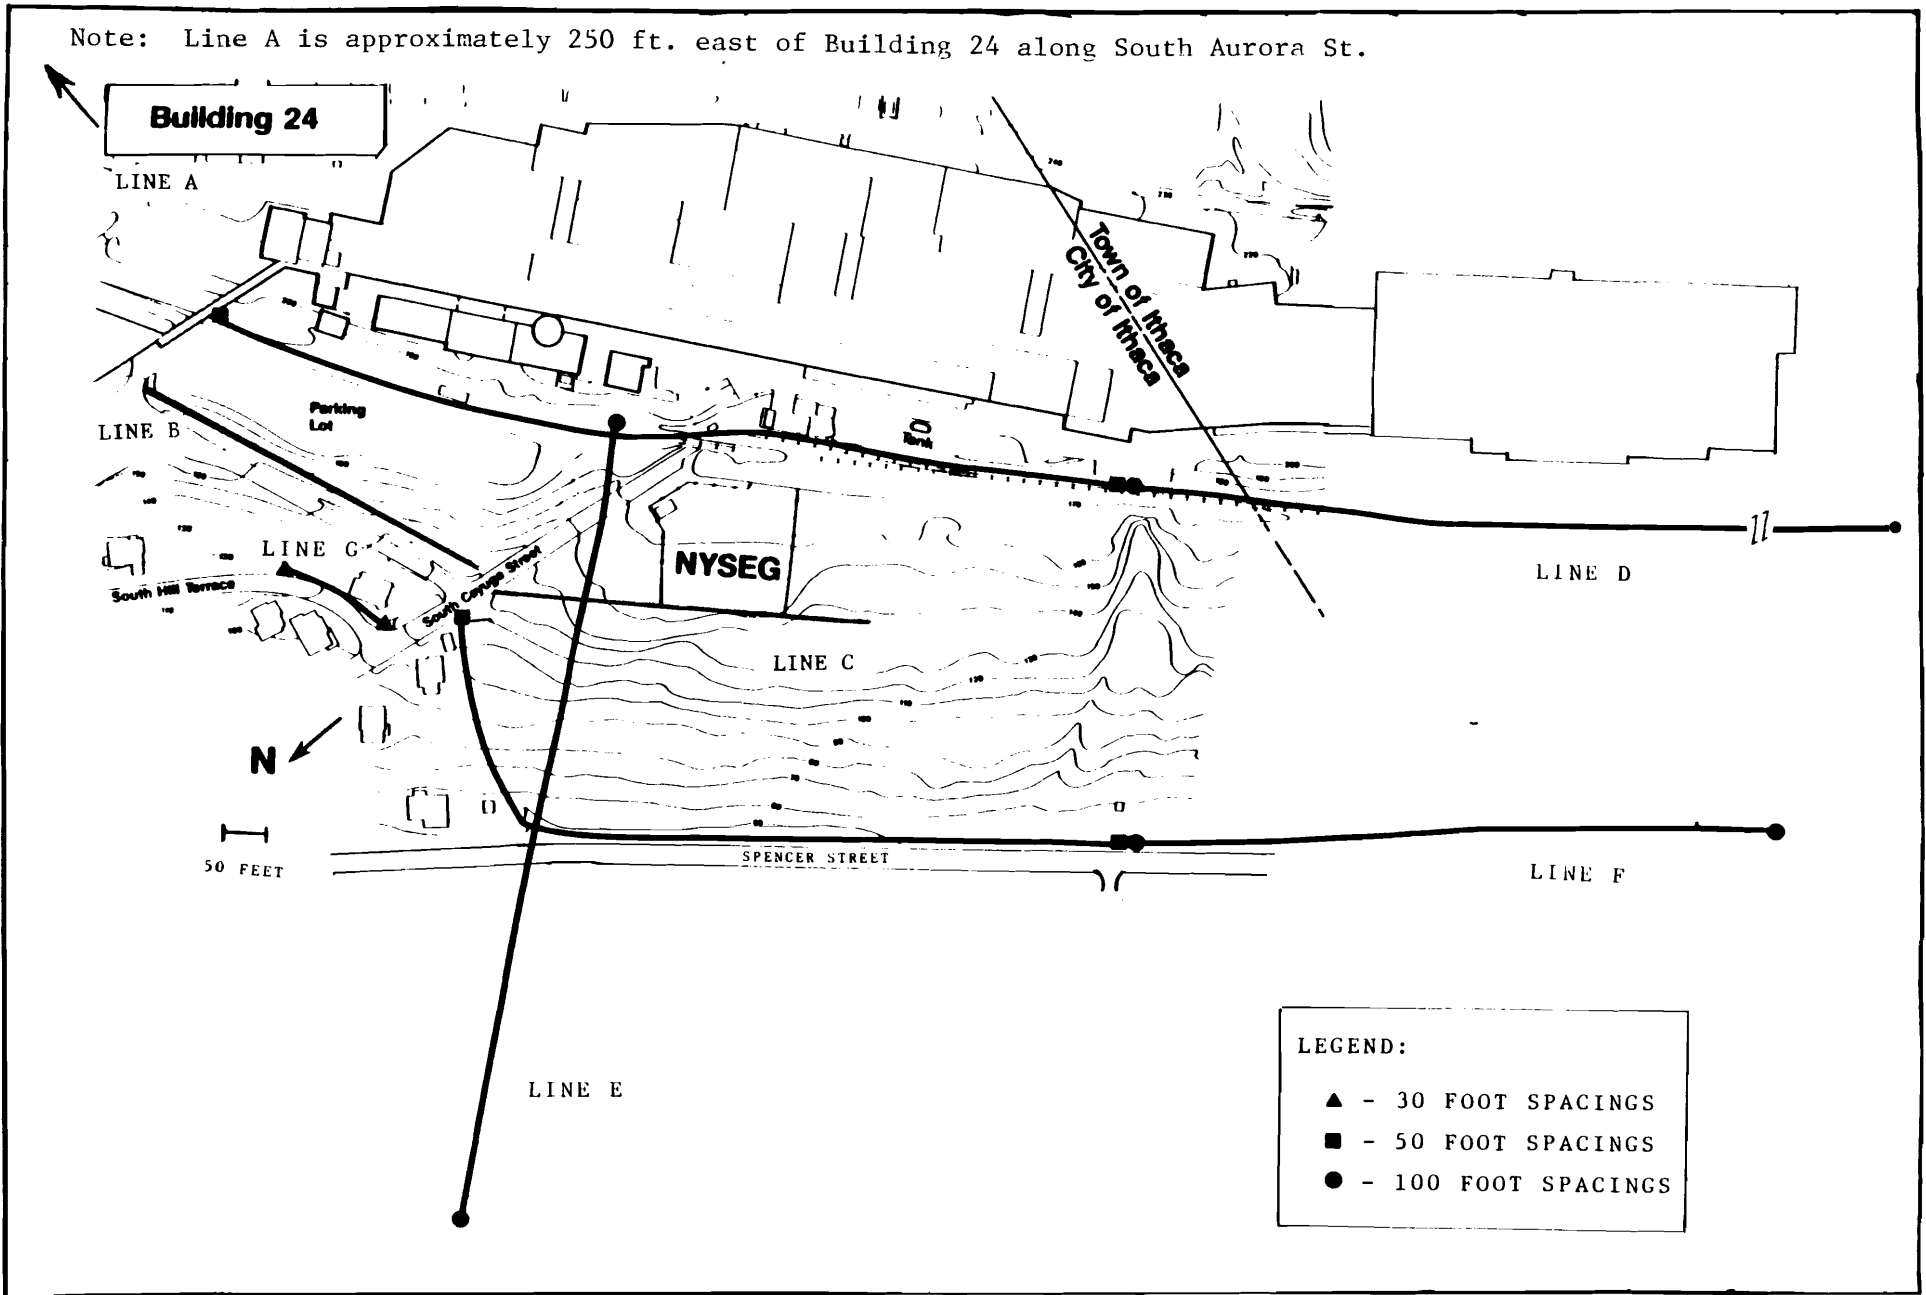 Note: Line A is approximately 250 ft. east of Building 24 along South Aurora St.
Building 24
LINE A
Town of Ithaca
City of Ithaca
Parking
Lot
Tank
LINE B
LINE G
South Hill Terrace
South Cayuga Street
NYSEG
LINE D
LINE C
N
50 FEET
SPENCER STREET
LINE F
LINE E
LEGEND:
▲ - 30 FOOT SPACINGS
■ - 50 FOOT SPACINGS
● - 100 FOOT SPACINGS